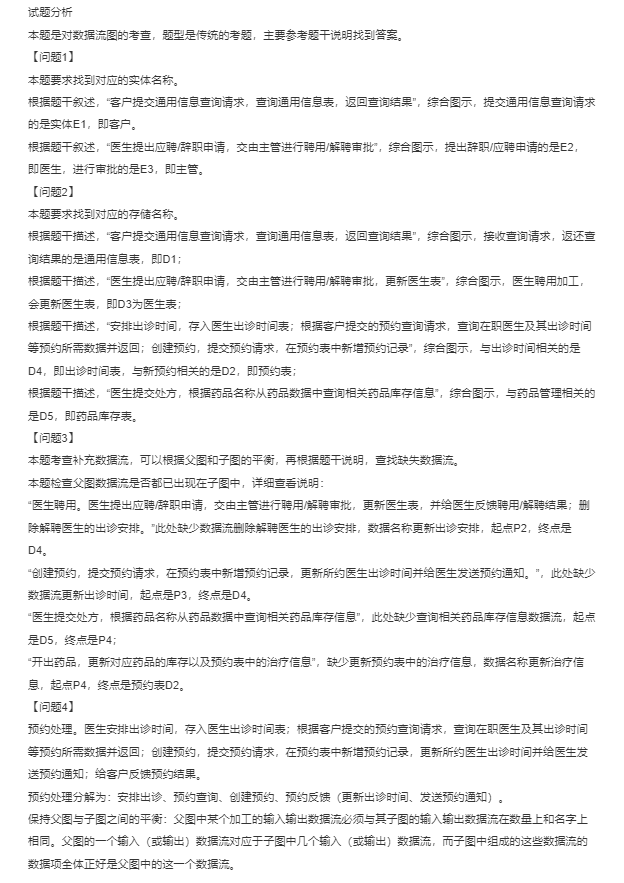 试题分析
本题是对数据流图的考查，题型是传统的考题，主要参考题干说明找到答案。
【问题1】
本题要求找到对应的实体名称。
根据题干叙述，“客户提交通用信息查询请求，查询通用信息表，返回查询结果”，综合图示，提交通用信息查询请求
的是实体E1，即客户。
根据题干叙述，“医生提出应聘/辞职申请，交由主管进行聘用/解聘审批”，综合图示，提出辞职/应聘申请的是E2，
即医生，进行审批的是E3，即主管。
【问题2】
本题要求找到对应的存储名称。
根据题干描述，“客户提交通用信息查询请求，查询通用信息表，返回查询结果”，综合图示，接收查询请求，返还查
询结果的是通用信息表，即D1；
根据题干描述，“医生提出应聘/辞职申请，交由主管进行聘用/解聘审批，更新医生表”，综合图示，医生聘用加工，
会更新医生表，即D3为医生表；
根据题干描述，“安排出诊时间，存入医生出诊时间表；根据客户提交的预约查询请求，查询在职医生及其出诊时间
等预约所需数据并返回；创建预约，提交预约请求，在预约表中新增预约记录”，综合图示，与出诊时间相关的是
D4，即出诊时间表，与新预约相关的是D2，即预约表；
根据题干描述，“医生提交处方，根据药品名称从药品数据中查询相关药品库存信息”，综合图示，与药品管理相关的
是D5，即药品库存表。
【问题3】
本题考查补充数据流，可以根据父图和子图的平衡，再根据题干说明，查找缺失数据流。
本题检查父图数据流是否都已出现在子图中，详细查看说明：
“医生聘用。医生提出应聘/辞职申请，交由主管进行聘用/解聘审批，更新医生表，并给医生反馈聘用/解聘结果；删
除解聘医生的出诊安排。”此处缺少数据流删除解聘医生的出诊安排，数据名称更新出诊安排，起点P2，终点是
D4。
“创建预约，提交预约请求，在预约表中新增预约记录，更新所约医生出诊时间并给医生发送预约通知。”，此处缺少
数据流更新出诊时间，起点是P3，终点是D4。
“医生提交处方，根据药品名称从药品数据中查询相关药品库存信息”，此处缺少查询相关药品库存信息数据流，起点
是D5，终点是P4；
“开出药品，更新对应药品的库存以及预约表中的治疗信息”，缺少更新预约表中的治疗信息，数据名称更新治疗信
息，起点P4，终点是预约表D2。
【问题4】
预约处理。医生安排出诊时间，存入医生出诊时间表；根据客户提交的预约查询请求，查询在职医生及其出诊时间
等预约所需数据并返回；创建预约，提交预约请求，在预约表中新增预约记录，更新所约医生出诊时间并给医生发
送预约通知；给客户反馈预约结果。
预约处理分解为：安排出诊、预约查询、创建预约、预约反馈（更新出诊时间、发送预约通知）。
保持父图与子图之间的平衡：父图中某个加工的输入输出数据流必须与其子图的输入输出数据流在数量上和名字上
相同。父图的一个输入（或输出）数据流对应于子图中几个输入（或输出）数据流，而子图中组成的这些数据流的
数据项全体正好是父图中的这一个数据流。